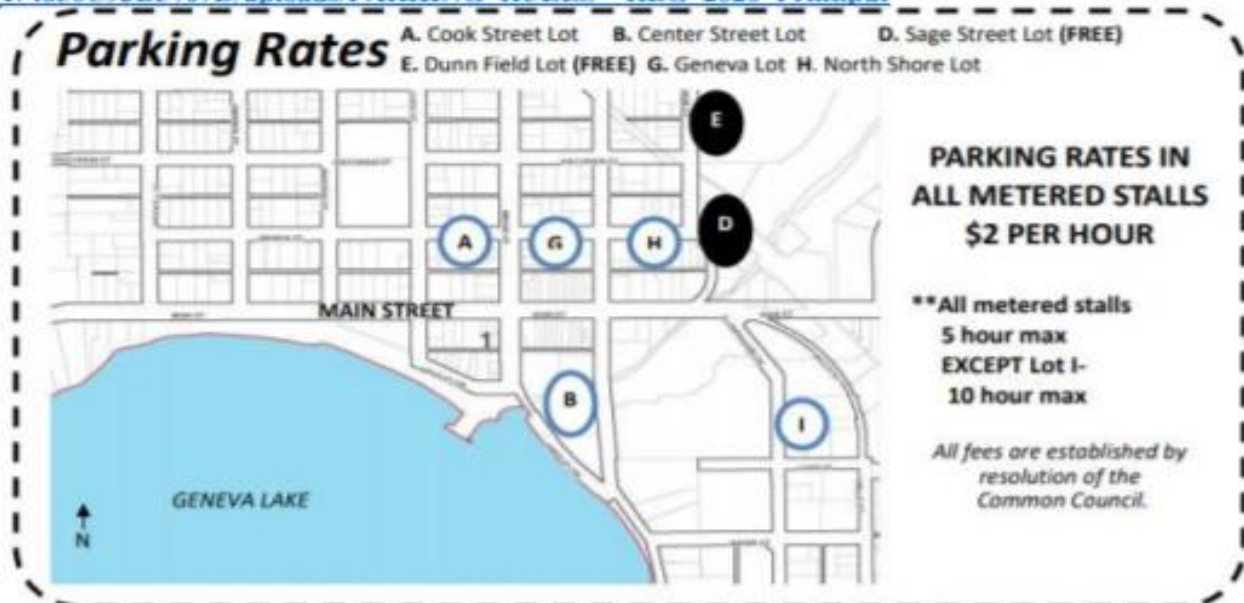 Parking Rates
A. Cook Street Lot B. Center Street Lot D. Sage Street Lot (FREE)
E. Dunn Field Lot (FREE) G. Geneva Lot H. North Shore Lot
E
D
A
G
H
MAIN STREET
1
B
I
GENEVA LAKE
N
PARKING RATES IN
ALL METERED STALLS
$2 PER HOUR
**All metered stalls
5 hour max
EXCEPT Lot I-
10 hour max
All fees are established by
resolution of the
Common Council.